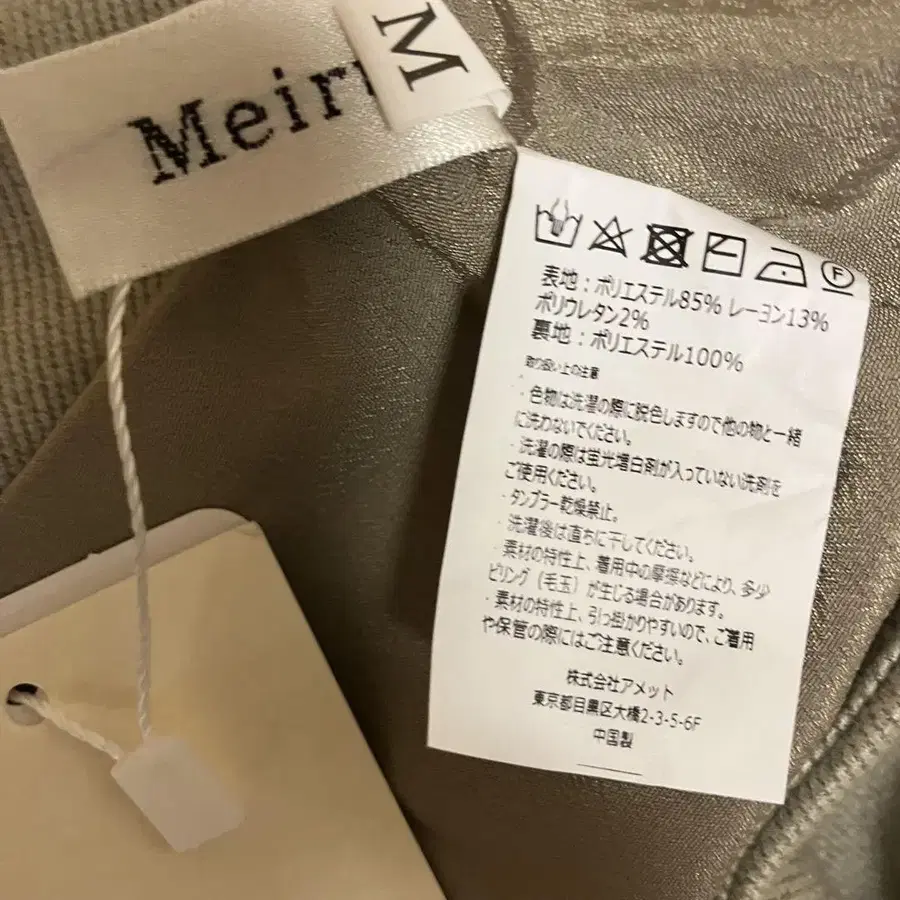 Meir
M
F
表地：ポリエステル85% レーヨン13%
ポリウレタン2%
裏地：ポリエステル100%
取り扱い上の注意
・色物は洗濯の際に脱色しますので他の物と一緒
に洗わないでください。
・洗濯の際は蛍光増白剤が入っていない洗剤を
ご使用ください。
・タンブラー乾燥禁止。
・洗濯後は直ちに干してください。
・素材の特性上、着用中の摩擦などにより、多少
ピリング（毛玉）が生じる場合があります。
・素材の特性上、引っ掛かりやすいので、ご着用
や保管の際にはご注意ください。
株式会社アメット
東京都目黒区大橋2-3-5-6F
中国製